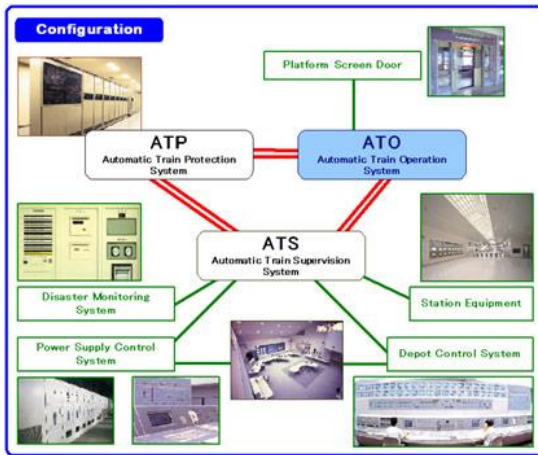 Configuration
Platform Screen Door
ATP
Automatic Train Protection
System
ATO
Automatic Train Operation
System
ATS
Automatic Train Supervision
System
Disaster Monitoring
System
Station Equipment
Power Supply Control
System
Depot Control System